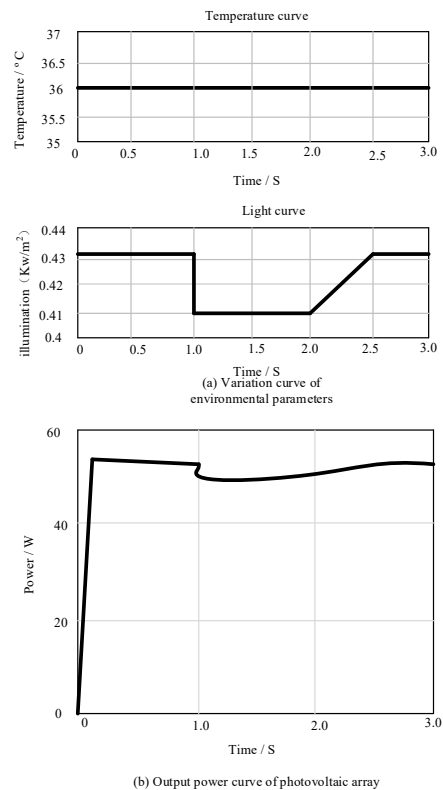 Temperature curve
37
36.5
36
35.5
35
Temperature / °C
0 0.5 1.0 1.5 2.0 2.5 3.0
Time / S
Light curve
0.44
0.43
0.42
0.41
0.4
illumination（Kw/m²）
0 0.5 1.0 1.5 2.0 2.5 3.0
Time / S
(a) Variation curve of
environmental parameters
60
40
20
0
Power / W
0 1.0 2.0 3.0
Time / S
(b) Output power curve of photovoltaic array